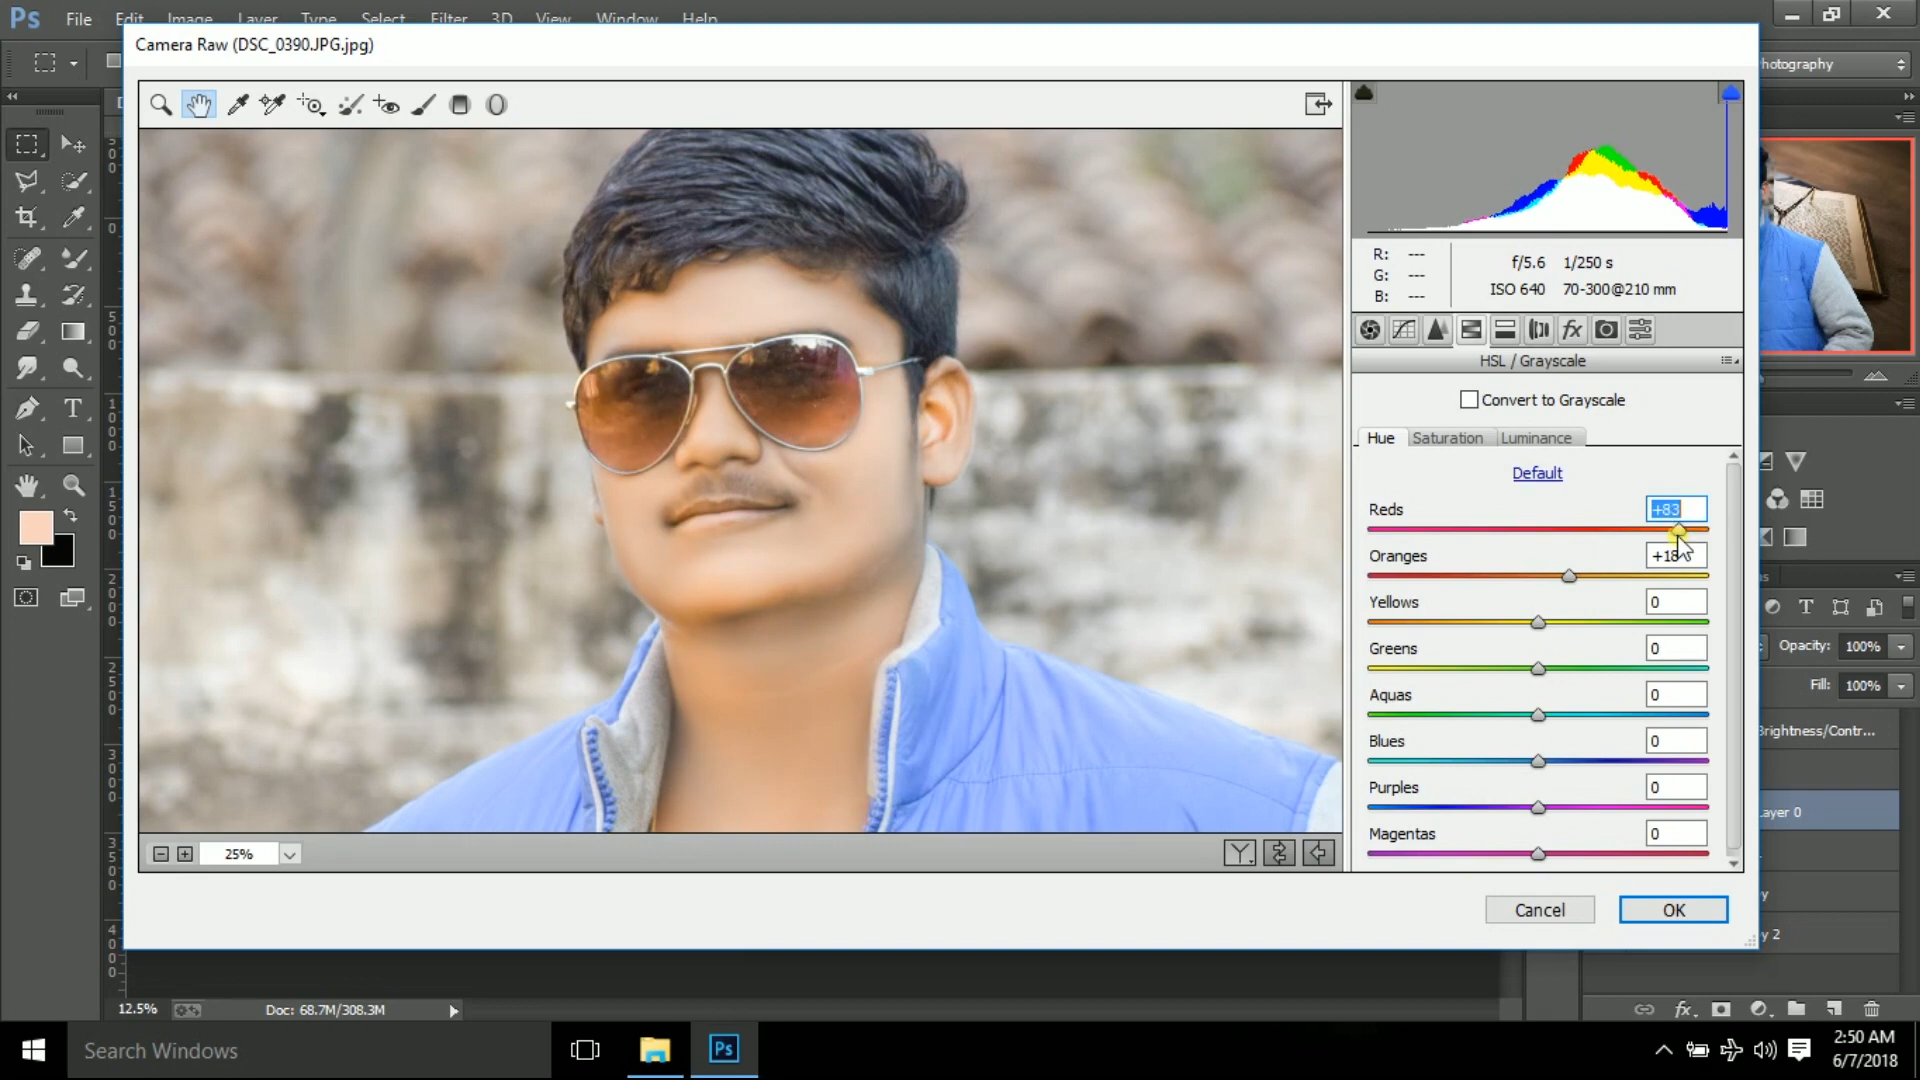 Ps File Edit Image Layer Type Select Filter 3D View Window Help
Camera Raw (DSC_0390.JPG.jpg)
hotography
R: ---
G: ---
B: ---
f/5.6 1/250 s
ISO 640 70-300@210 mm
HSL / Grayscale
Convert to Grayscale
Hue Saturation Luminance
Default
Reds +83
Oranges +18
Yellows 0
Greens 0
Aquas 0
Blues 0
Purples 0
Magentas 0
25%
Cancel OK
Opacity: 100%
Fill: 100%
Brightness/Contr...
ayer 0
y
y 2
12.5% Doc: 68.7M/308.3M
Search Windows
Ps
2:50 AM
6/7/2018